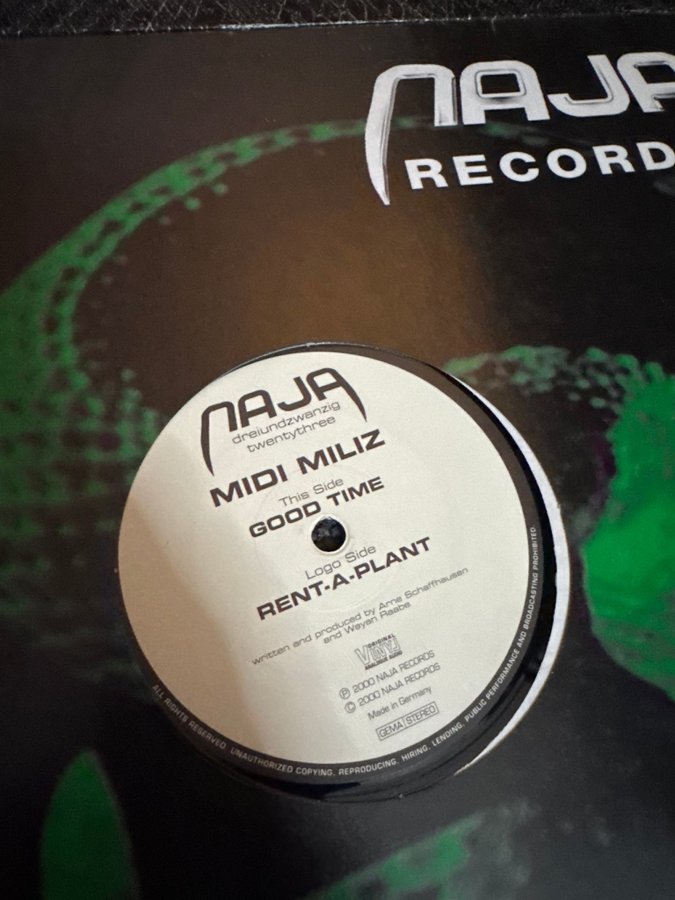 NAJA
RECORD
NAJA
dreiundzwanzig
twentythree
MIDI MILIZ
This Side
GOOD TIME
Logo Side
RENT-A-PLANT
written and produced by Arne Schaffhausen
and Wayan Raabe
ORIGINAL
VINYL
ANALOGUE AUDIO
Ⓟ 2000 NAJA RECORDS
© 2000 NAJA RECORDS
Made in Germany
GEMA STEREO
ALL RIGHTS RESERVED. UNAUTHORIZED COPYING, REPRODUCING, HIRING, LENDING, PUBLIC PERFORMANCE AND BROADCASTING PROHIBITED.